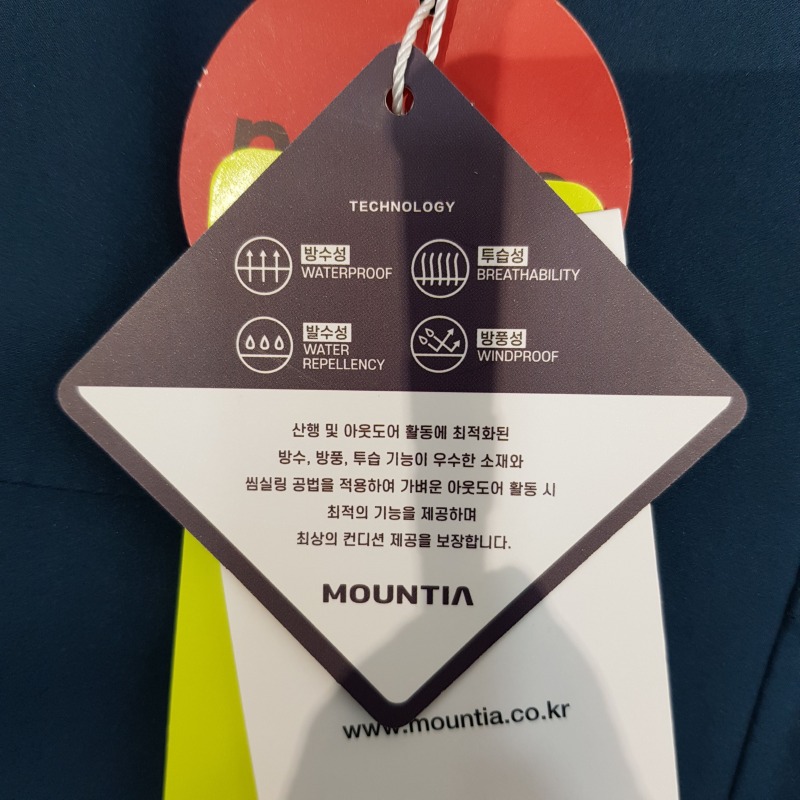 TECHNOLOGY
방수성
WATERPROOF
투습성
BREATHABILITY
발수성
WATER
REPELLENCY
방풍성
WINDPROOF
산행 및 아웃도어 활동에 최적화된
방수, 방풍, 투습 기능이 우수한 소재와
씸실링 공법을 적용하여 가벼운 아웃도어 활동 시
최적의 기능을 제공하며
최상의 컨디션 제공을 보장합니다.
MOUNTIA
www.mountia.co.kr